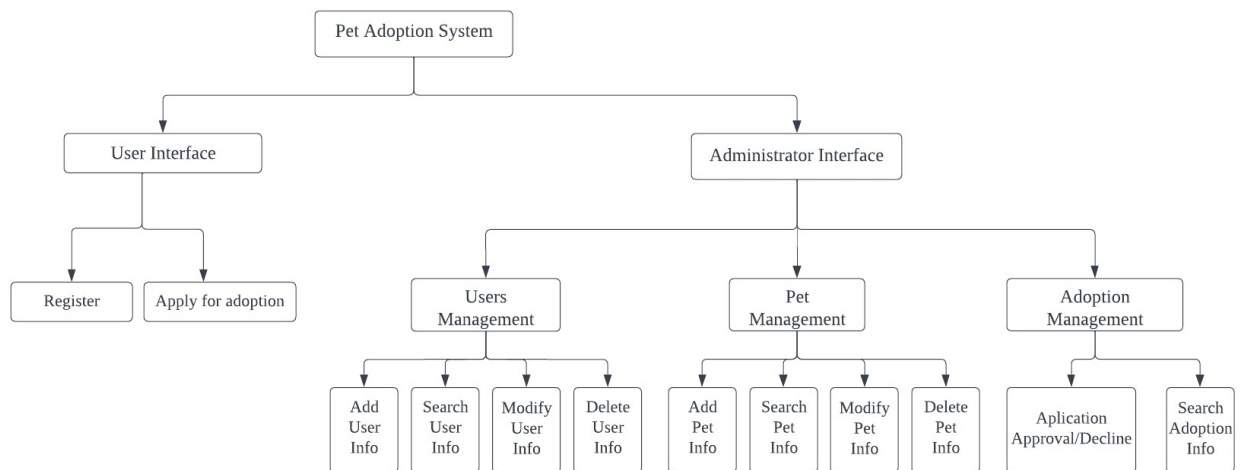 Pet Adoption System
User Interface
Administrator Interface
Register
Apply for adoption
Users
Management
Pet
Management
Adoption
Management
Add
User
Info
Search
User
Info
Modify
User
Info
Delete
User
Info
Add
Pet
Info
Search
Pet
Info
Modify
Pet
Info
Delete
Pet
Info
Aplication
Approval/Decline
Search
Adoption
Info